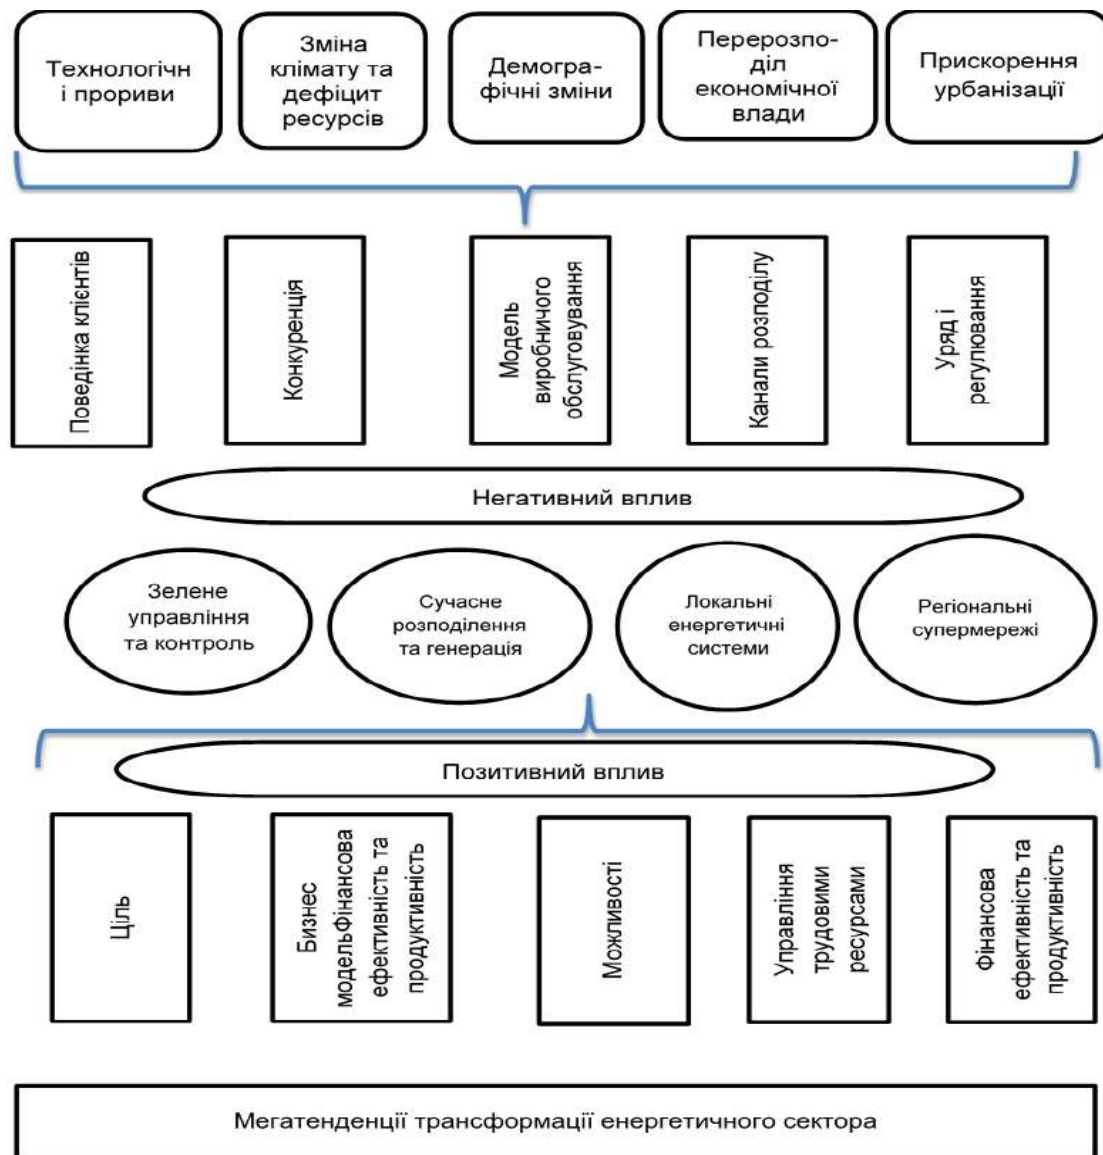 Технологічн
і прориви
Зміна
клімату та
дефіцит
ресурсів
Демогра-
фічні зміни
Перерозпо-
діл
економічної
влади
Прискорення
урбанізації
Поведінка клієнтів
Конкуренція
Модель
виробничого
обслуговування
Канали розподілу
Уряд і
регулювання
Негативний вплив
Зелене
управління
та контроль
Сучасне
розподілення
та генерація
Локальні
енергетичні
системи
Регіональні
супермережі
Позитивний вплив
Ціль
Бизнес
модельФінансова
ефективність та
продуктивність
Можливості
Управління
трудовими
ресурсами
Фінансова
ефективність та
продуктивність
Мегатенденції трансформації енергетичного сектора